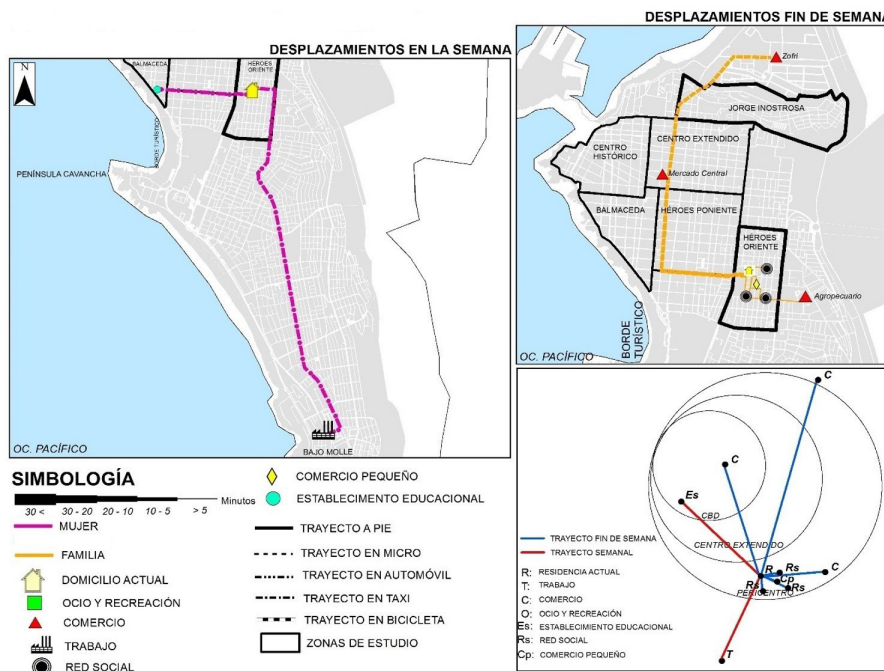 DESPLAZAMIENTOS EN LA SEMANA
N
BALMACEDA
HÉROES
ORIENTE
BORDE TURÍSTICO
PENÍNSULA CAVANCHA
OC. PACÍFICO
BAJO MOLLE
DESPLAZAMIENTOS FIN DE SEMANA
Zofri
JORGE INOSTROSA
CENTRO
HISTÓRICO
CENTRO EXTENDIDO
Mercado Central
BALMACEDA
HÉROES PONIENTE
HÉROES
ORIENTE
Agropecuario
BORDE
TURÍSTICO
OC. PACÍFICO
SIMBOLOGÍA
30 < 30 - 20 20 - 10 10 - 5 > 5 Minutos
MUJER
FAMILIA
DOMICILIO ACTUAL
OCIO Y RECREACIÓN
COMERCIO
TRABAJO
RED SOCIAL
COMERCIO PEQUEÑO
ESTABLECIMENTO EDUCACIONAL
TRAYECTO A PIE
TRAYECTO EN MICRO
TRAYECTO EN AUTOMÓVIL
TRAYECTO EN TAXI
TRAYECTO EN BICICLETA
ZONAS DE ESTUDIO
C
C
Es
CBD
CENTRO EXTENDIDO
R
Rs
C
Cp
Rs
Rs
PERICENTRO
T
TRAYECTO FIN DE SEMANA
TRAYECTO SEMANAL
R: RESIDENCIA ACTUAL
T: TRABAJO
C: COMERCIO
O: OCIO Y RECREACIÓN
Es: ESTABLECIMIENTO EDUCACIONAL
Rs: RED SOCIAL
Cp: COMERCIO PEQUEÑO